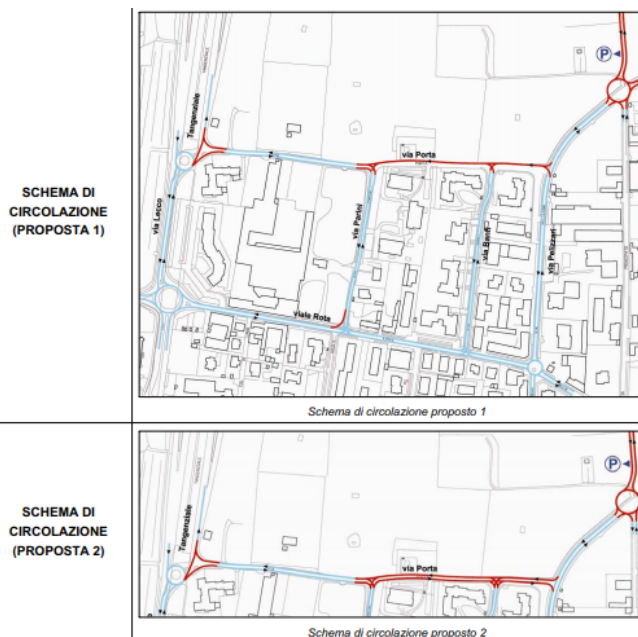 SCHEMA DI
CIRCOLAZIONE
(PROPOSTA 1)
P
Tangenziale
via Porta
via Lecco
via Parini
via Banfi
via Pelizzari
viale Rota
Schema di circolazione proposto 1
SCHEMA DI
CIRCOLAZIONE
(PROPOSTA 2)
P
Tangenziale
via Porta
Schema di circolazione proposto 2